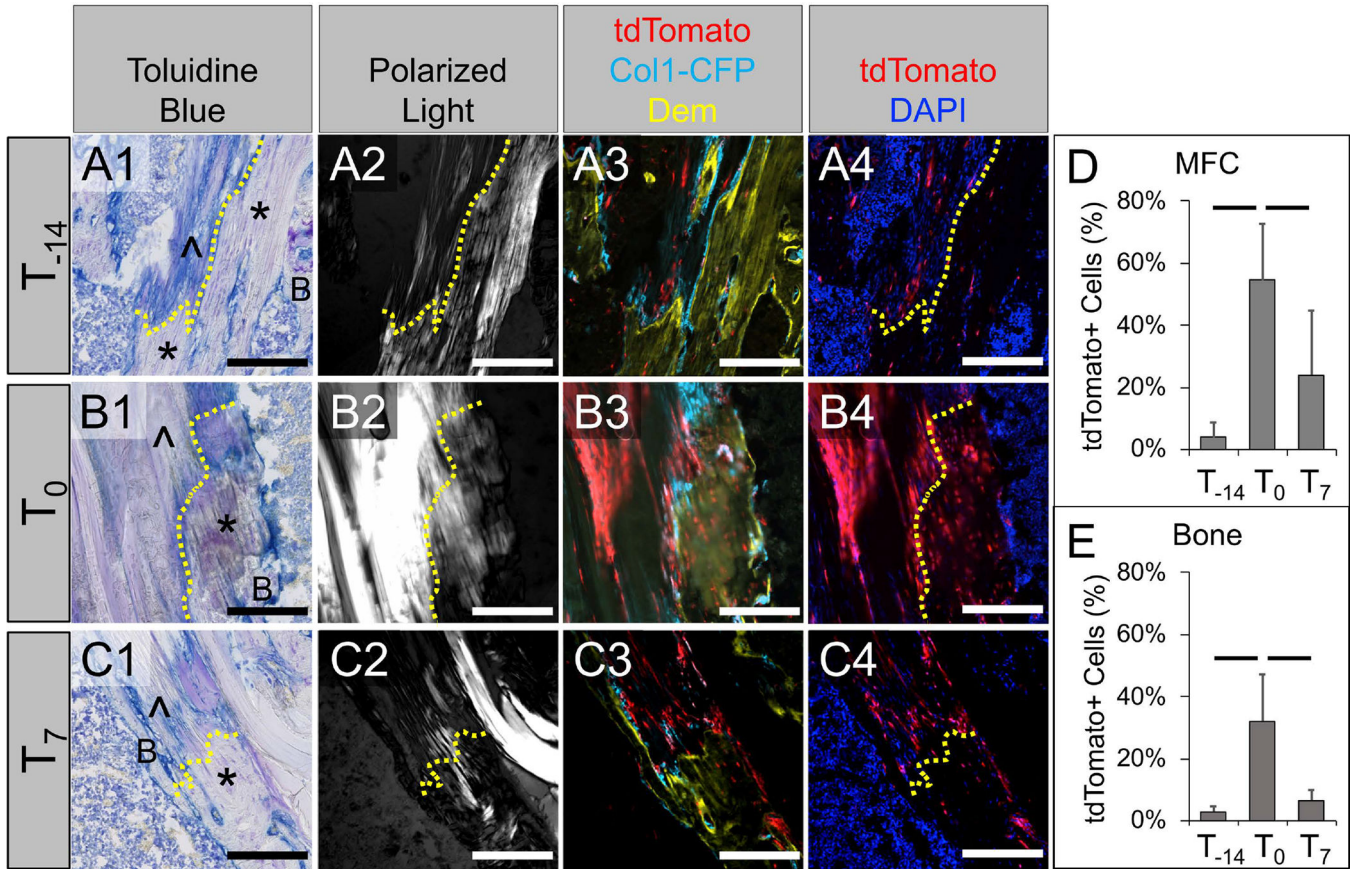 Toluidine
Blue
Polarized
Light
tdTomato
Col1-CFP
Dem
tdTomato
DAPI
T-14
A1
^
*
B
*
A2
A3
A4
T0
B1
^
*
B
B2
B3
B4
T7
C1
^
B
*
C2
C3
C4
D
MFC
tdTomato+ Cells (%)
80%
60%
40%
20%
0%
T-14 T0 T7
E
Bone
tdTomato+ Cells (%)
80%
60%
40%
20%
0%
T-14 T0 T7